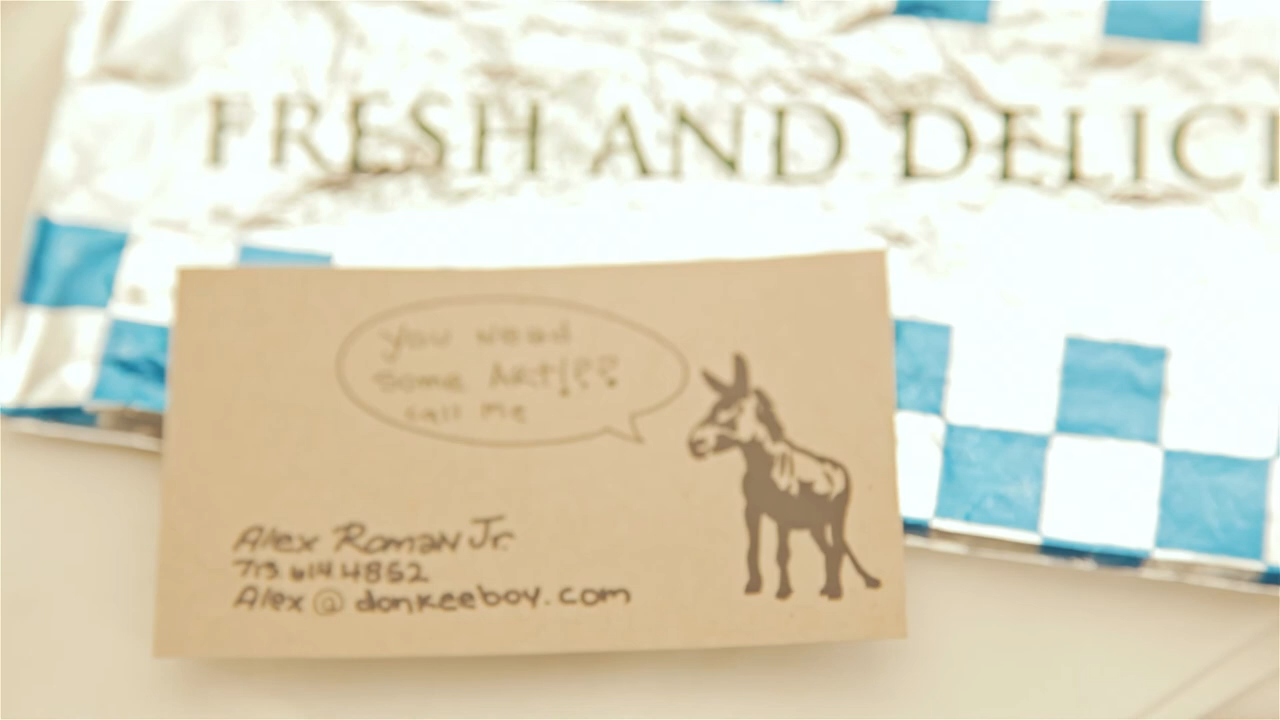 FRESH AND DELICI
you need
some Art!??
call me
Alex Roman Jr.
713.614.4852
Alex@donkeeboy.com